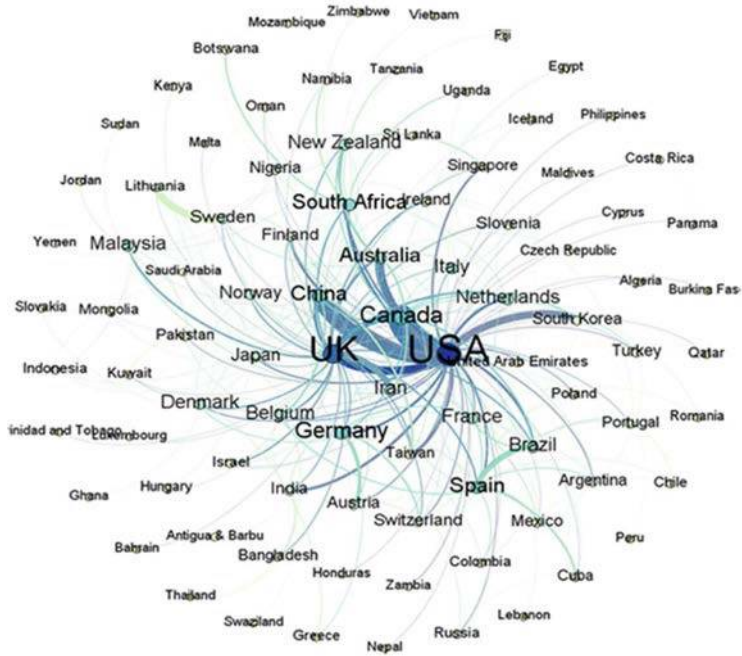 Zimbabwe
Vietnam
Mozambique
Fiji
Botswana
Tanzania
Egypt
Namibia
Kenya
Uganda
Oman
Philippines
Iceland
Sudan
Sri Lanka
Malta
New Zealand
Costa Rica
Nigeria
Singapore
Maldives
Jordan
Lithuania
South Africa
Ireland
Cyprus
Sweden
Slovenia
Panama
Finland
Yemen
Malaysia
Australia
Czech Republic
Italy
Saudi Arabia
Algeria
Burkina Fas
Norway
China
Netherlands
Slovakia
Mongolia
Canada
South Korea
Pakistan
UK
USA
Japan
Turkey
Qatar
United Arab Emirates
Indonesia
Kuwait
Iran
Poland
Denmark
Belgium
France
Portugal
Romania
rinidad and Tobago
Luxembourg
Germany
Brazil
Taiwan
Israel
Argentina
Chile
Ghana
Hungary
India
Spain
Austria
Switzerland
Mexico
Antigua & Barbu
Peru
Bahrain
Bangladesh
Colombia
Honduras
Cuba
Zambia
Thailand
Lebanon
Swaziland
Greece
Russia
Nepal